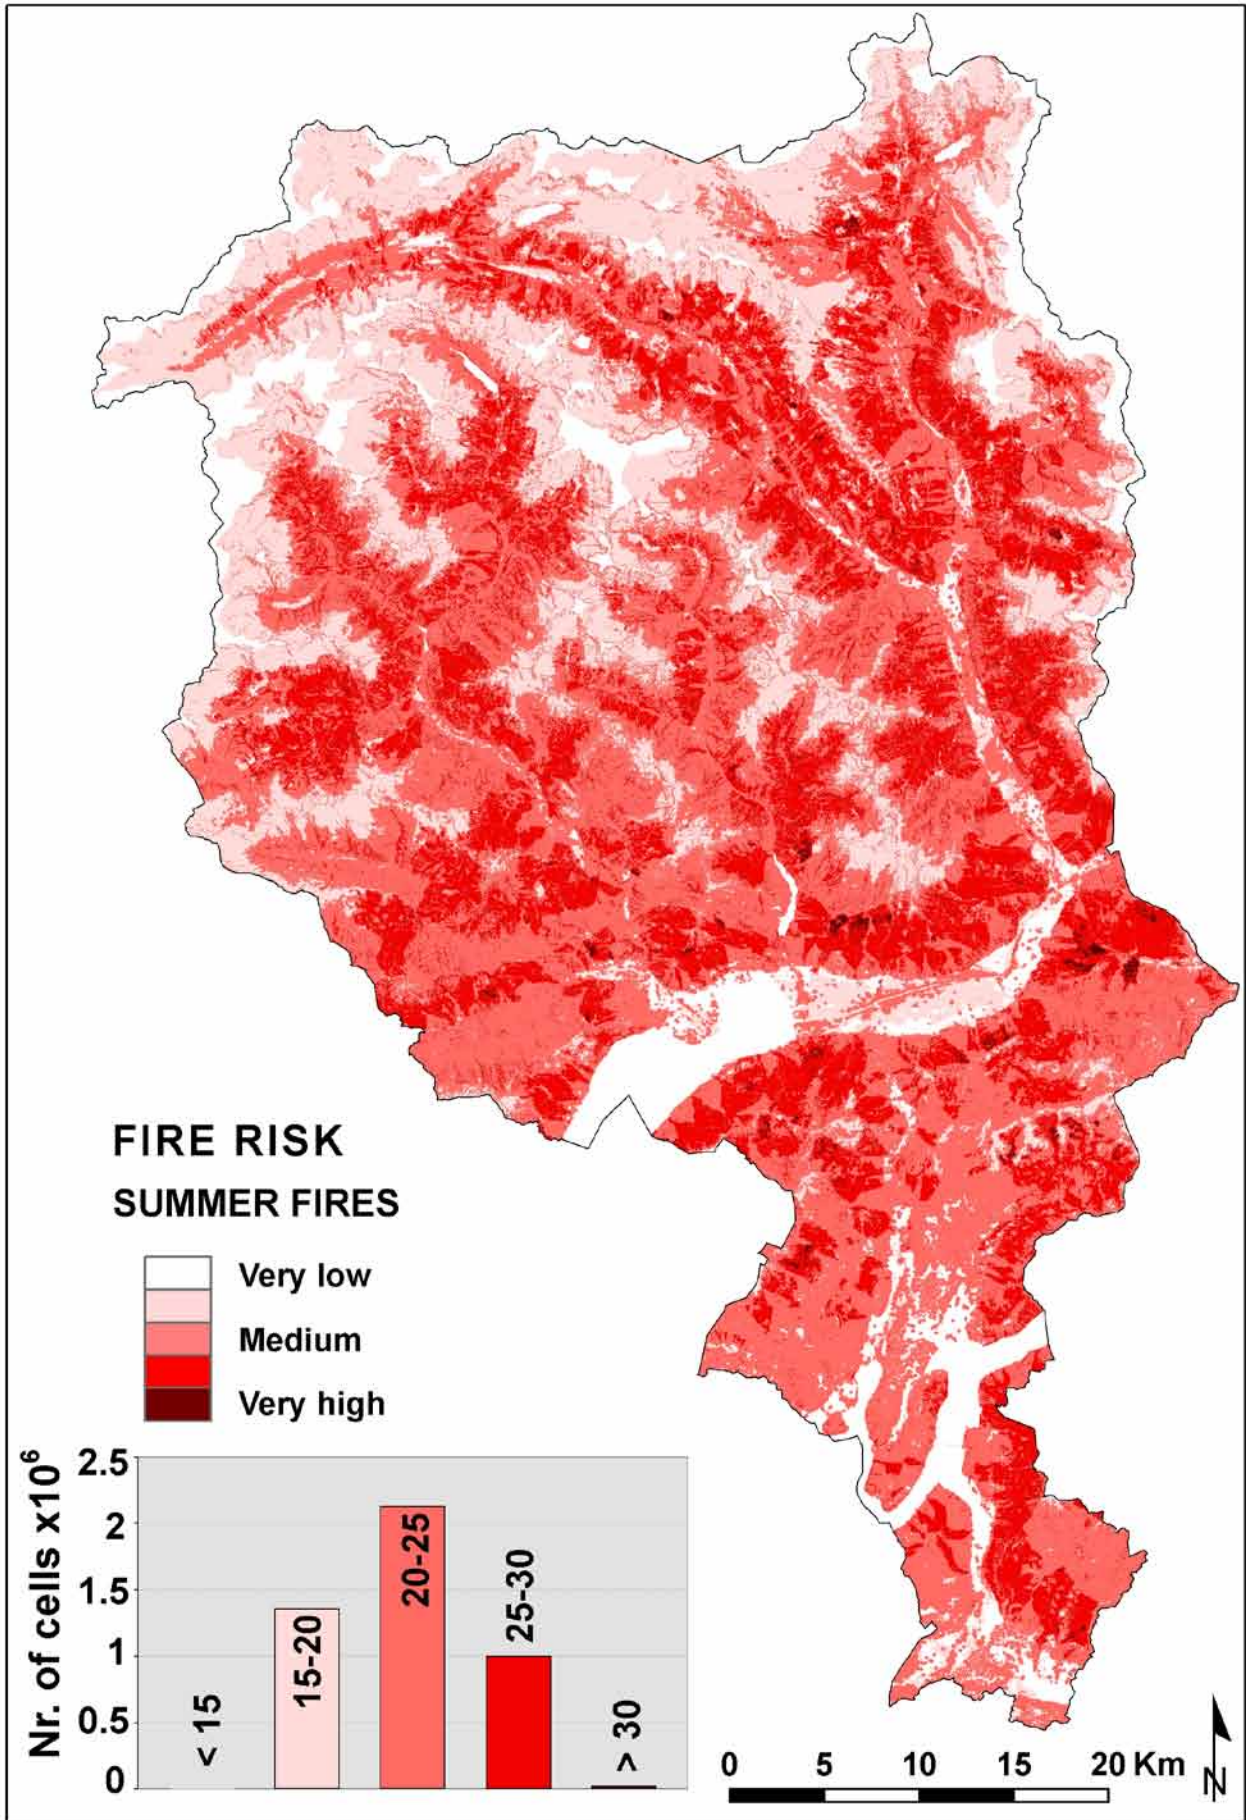 FIRE RISK
SUMMER FIRES
Very low
Medium
Very high
Nr. of cells x10⁶
2.5
2
1.5
1
0.5
0
< 15
15-20
20-25
25-30
> 30
0 5 10 15 20 Km
N